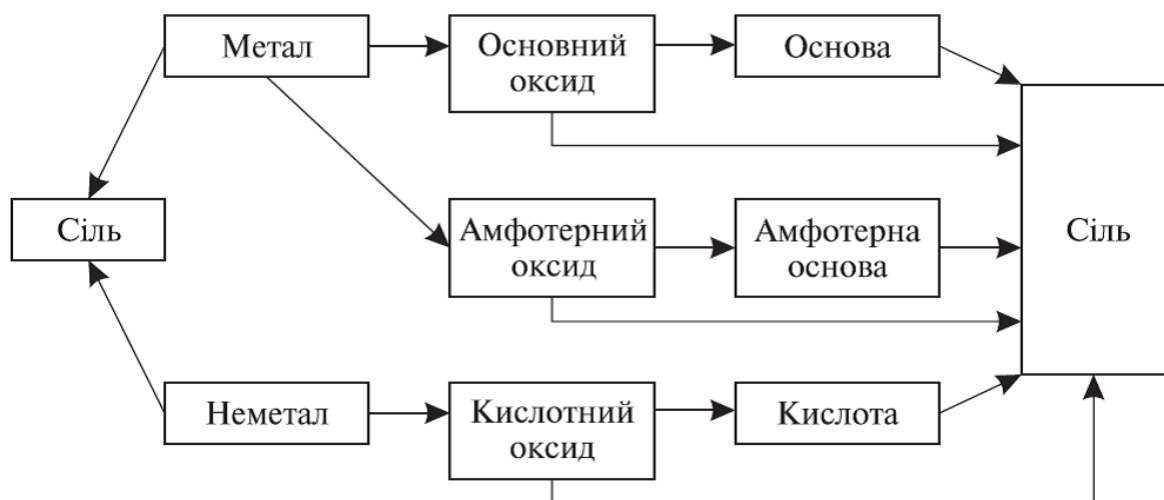 Метал
Основний
оксид
Основа
Сіль
Амфотерний
оксид
Амфотерна
основа
Сіль
Неметал
Кислотний
оксид
Кислота